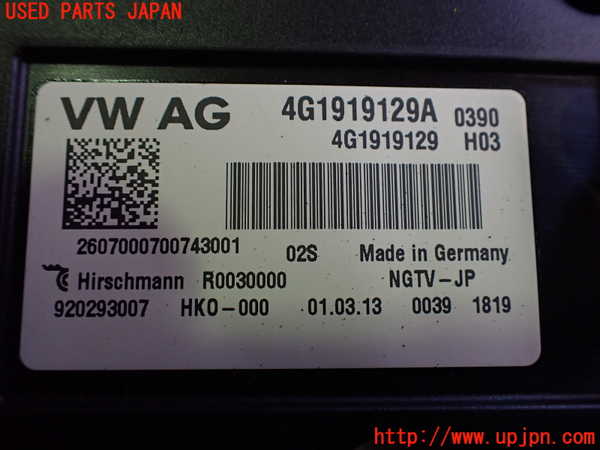 USED PARTS JAPAN
VW AG 4G1919129A 0390
4G1919129 H03
2607000700743001 02S Made in Germany
Hirschmann R0030000 NGTV-JP
920293007 HKO-000 01.03.13 0039 1819
http://www.upjpn.com/